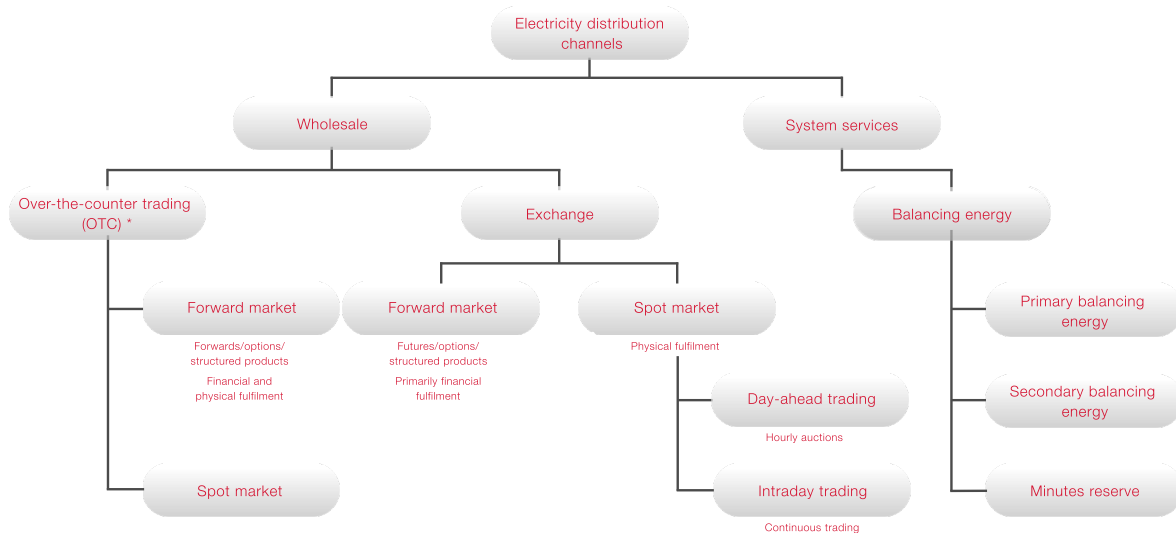 Electricity distribution
channels
Wholesale
System services
Over-the-counter trading
(OTC) *
Exchange
Balancing energy
Forward market
Forwards/options/
structured products
Financial and
physical fulfilment
Forward market
Futures/options/
structured products
Primarily financial
fulfilment
Spot market
Physical fulfilment
Primary balancing
energy
Day-ahead trading
Hourly auctions
Secondary balancing
energy
Spot market
Intraday trading
Continuous trading
Minutes reserve